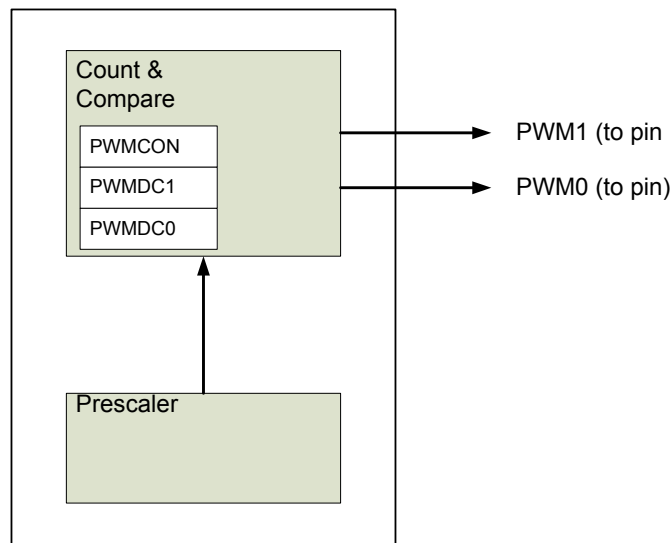 Count &
Compare
PWMCON
PWMDC1
PWMDC0
PWM1 (to pin
PWM0 (to pin)
Prescaler